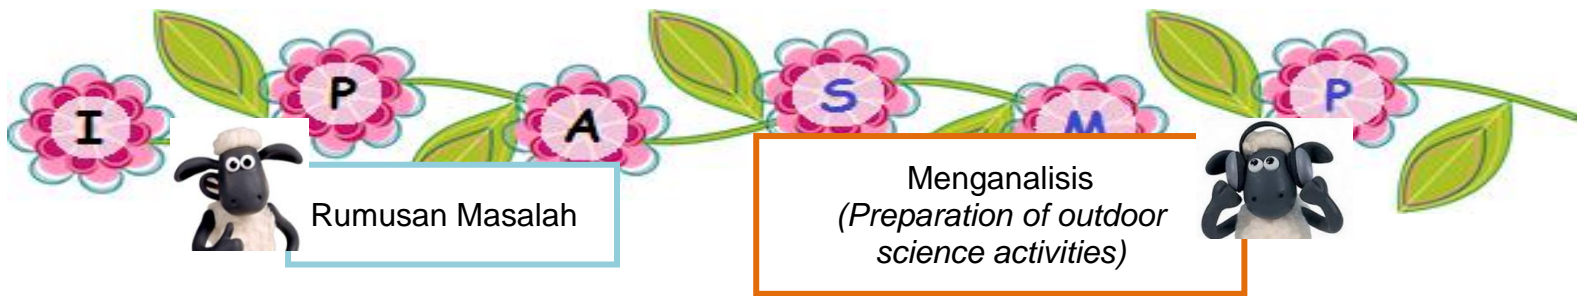 I P A S M P
Rumusan Masalah
Menganalisis
(Preparation of outdoor
science activities)